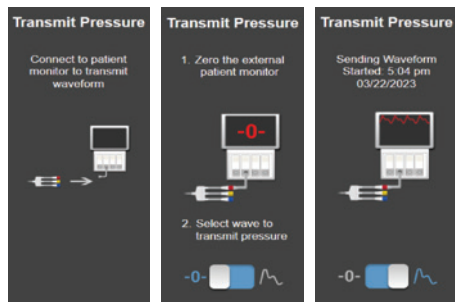 Transmit Pressure
Connect to patient
monitor to transmit
waveform
Transmit Pressure
1. Zero the external
patient monitor
-0-
2. Select wave to
transmit pressure
-0-
Transmit Pressure
Sending Waveform
Started: 5:04 pm
03/22/2023
-0-